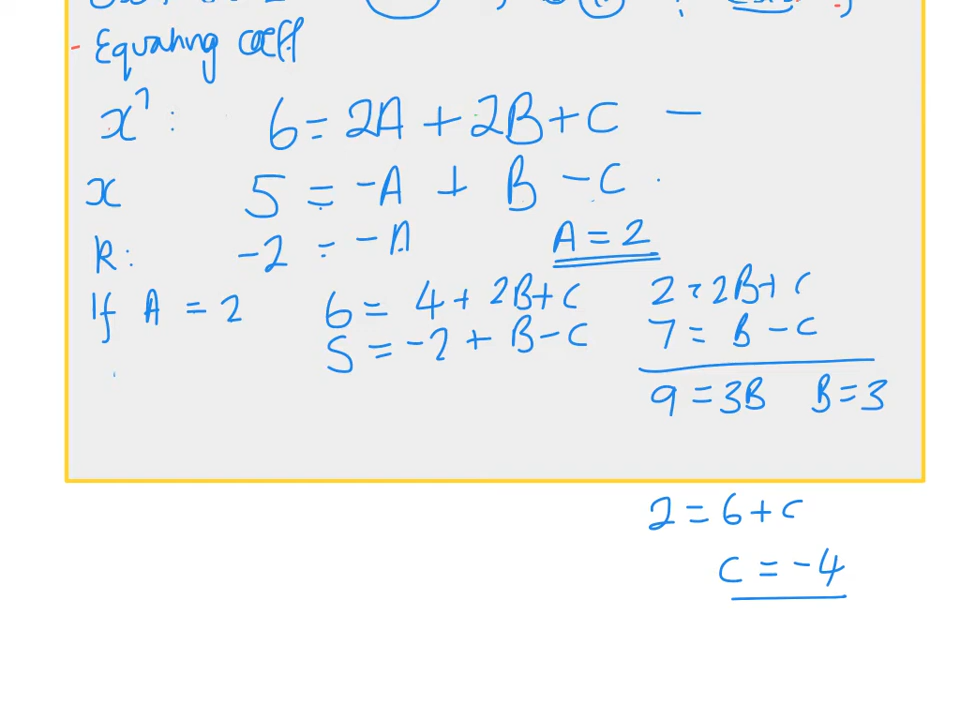 - Equating coeff
x²: 6 = 2A + 2B + C -
x 5 = -A + B - C
k: -2 = -A A = 2
If A = 2 6 = 4 + 2B + C 2 = 2B + C
5 = -2 + B - C 7 = B - C
9 = 3B B = 3
2 = 6 + C
C = -4